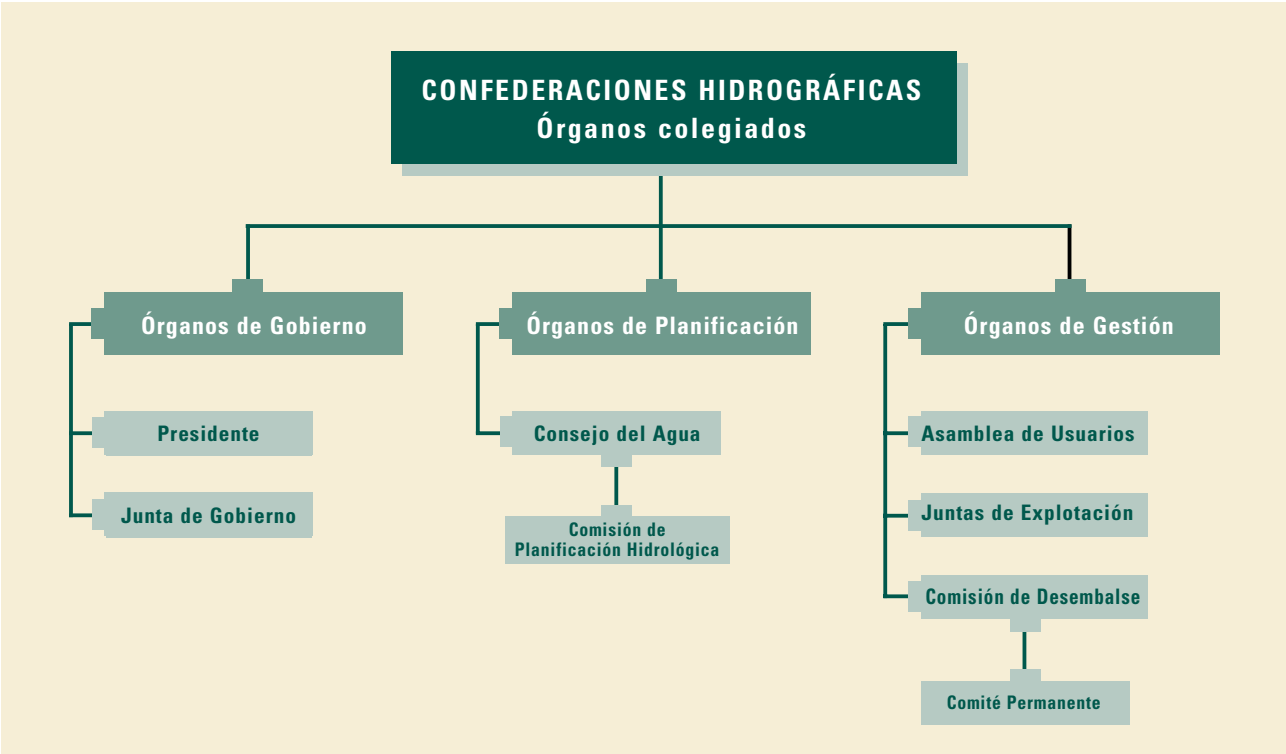 CONFEDERACIONES HIDROGRÁFICAS
Órganos colegiados
Órganos de Gobierno
Presidente
Junta de Gobierno
Órganos de Planificación
Consejo del Agua
Comisión de
Planificación Hidrológica
Órganos de Gestión
Asamblea de Usuarios
Juntas de Explotación
Comisión de Desembalse
Comité Permanente